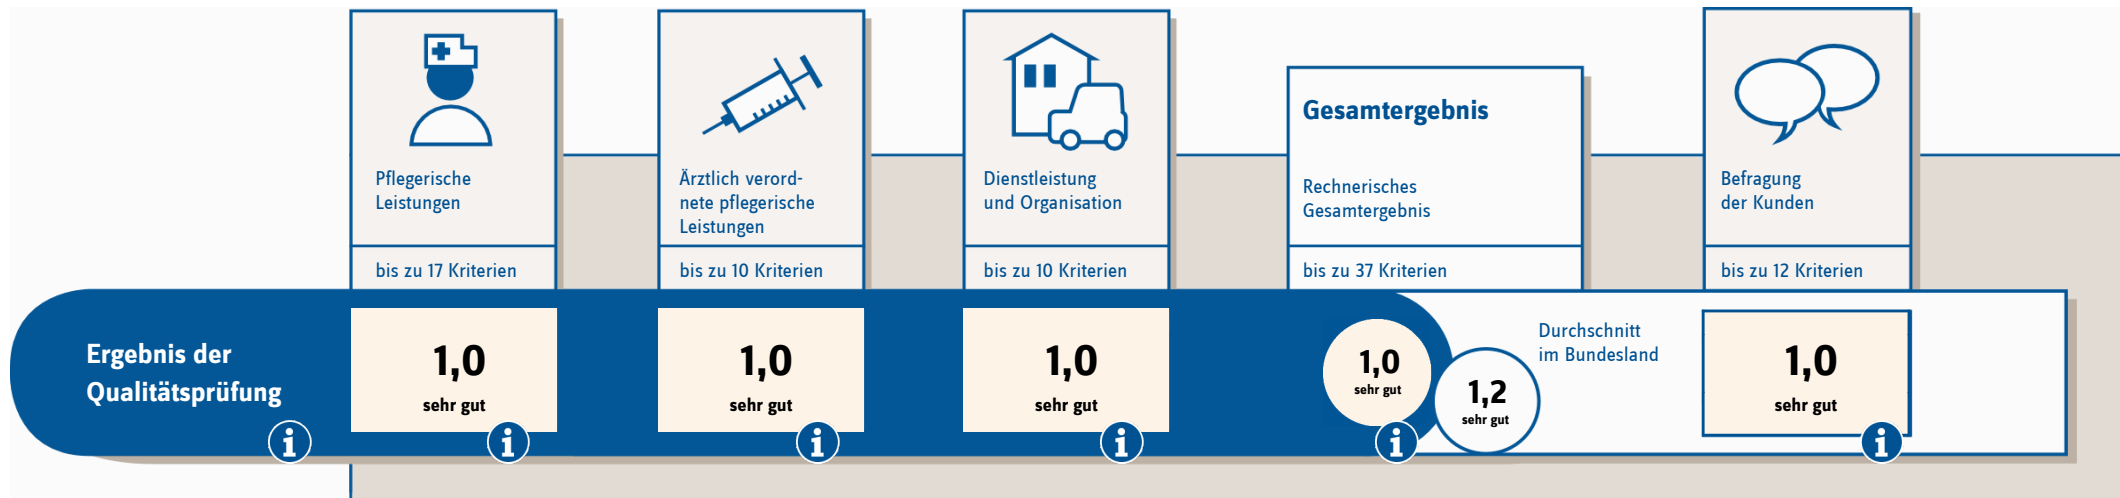 Pflegerische
Leistungen
bis zu 17 Kriterien
Ärztlich verord-
nete pflegerische
Leistungen
bis zu 10 Kriterien
Dienstleistung
und Organisation
bis zu 10 Kriterien
Gesamtergebnis
Rechnerisches
Gesamtergebnis
bis zu 37 Kriterien
Befragung
der Kunden
bis zu 12 Kriterien
Ergebnis der
Qualitätsprüfung
i
1,0
sehr gut
i
1,0
sehr gut
i
1,0
sehr gut
i
1,0
sehr gut
i
1,2
sehr gut
Durchschnitt
im Bundesland
1,0
sehr gut
i